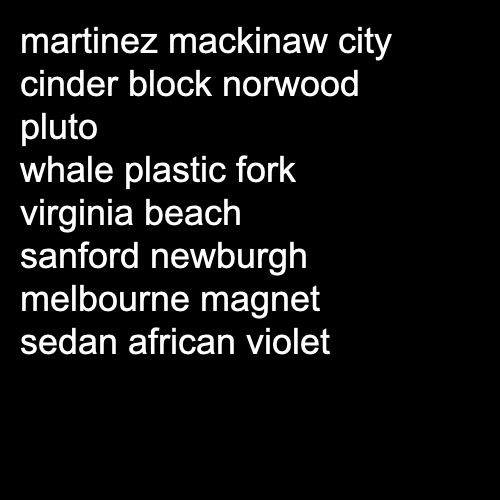 martinez mackinaw city
cinder block norwood
pluto
whale plastic fork
virginia beach
sanford newburgh
melbourne magnet
sedan african violet